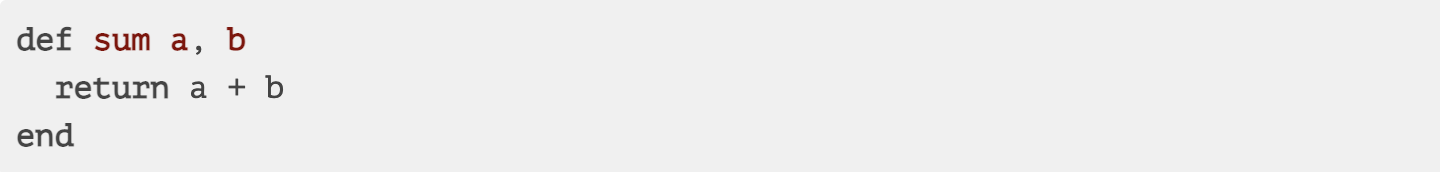 def sum a, b
  return a + b
end